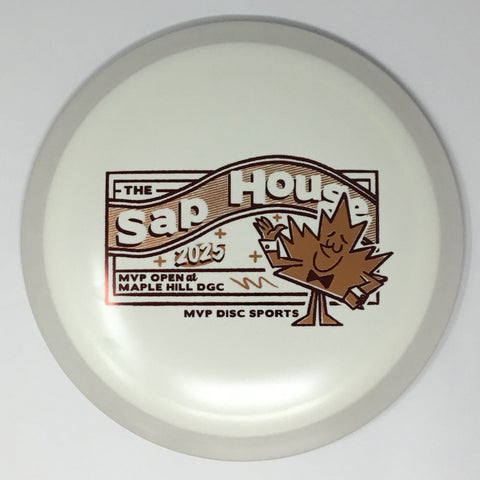 THE
Sap House
2025
MVP OPEN at
MAPLE HILL DGC
MVP DISC SPORTS